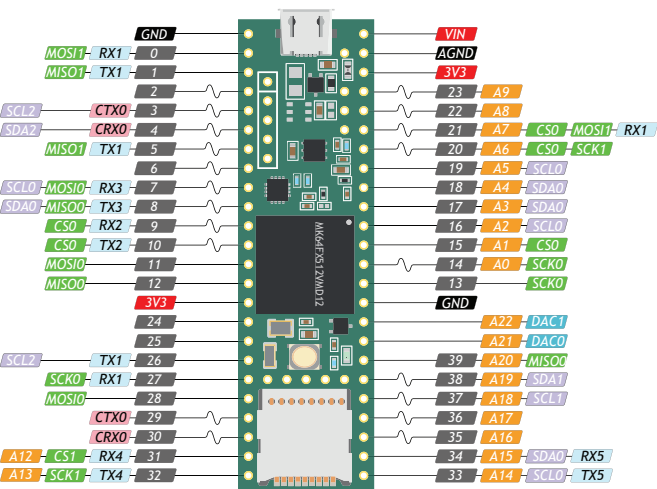 GND VIN
MOSI1 RX1 0 AGND
MISO1 TX1 1 3V3
2 23 A9
SCL2 CTX0 3 22 A8
SDA2 CRX0 4 21 A7 CS0 MOSI1 RX1
MISO1 TX1 5 20 A6 CS0 SCK1
6 19 A5 SCL0
SCL0 MOSI0 RX3 7 18 A4 SDA0
SDA0 MISO0 TX3 8 17 A3 SDA0
CS0 RX2 9 16 A2 SCL0
CS0 TX2 10 15 A1 CS0
MOSI0 11 14 A0 SCK0
MISO0 12 13 SCK0
MK64FX512VMD12
3V3 GND
24 A22 DAC1
25 A21 DAC0
SCL2 TX1 26 39 A20 MISO0
SCK0 RX1 27 38 A19 SDA1
MOSI0 28 37 A18 SCL1
CTX0 29 36 A17
CRX0 30 35 A16
A12 CS1 RX4 31 34 A15 SDA0 RX5
A13 SCK1 TX4 32 33 A14 SCL0 TX5